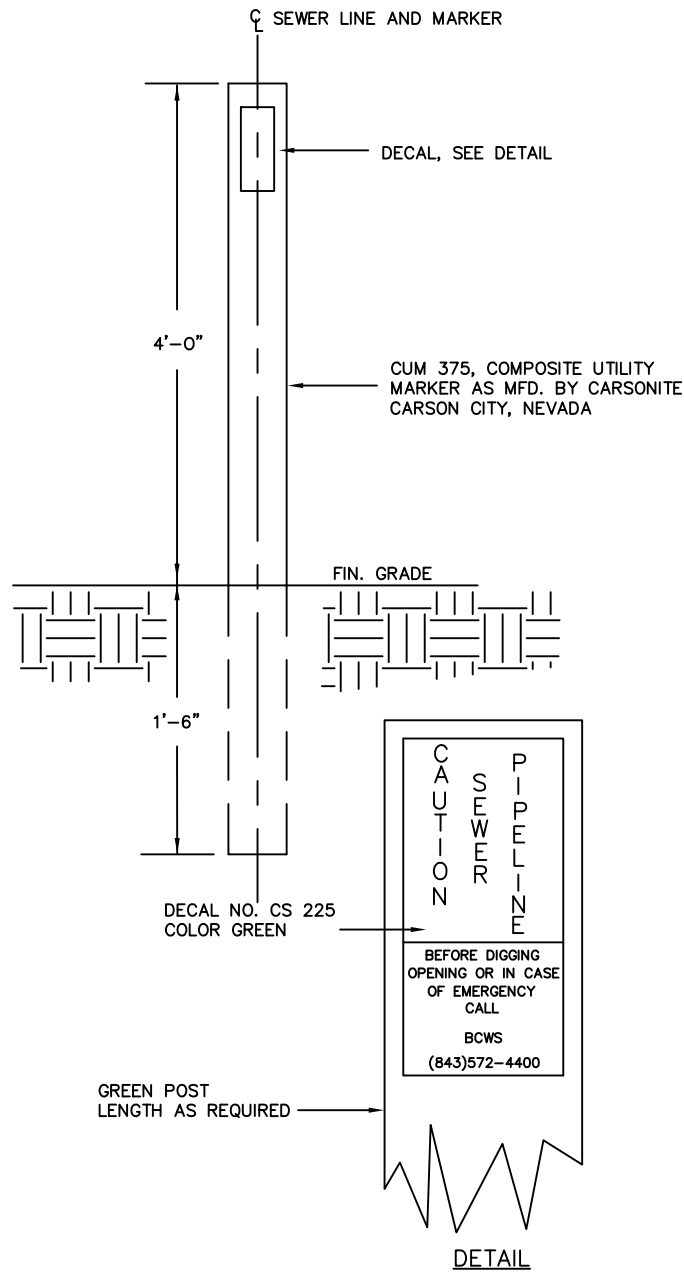 ℄ SEWER LINE AND MARKER
DECAL, SEE DETAIL
4'-0"
CUM 375, COMPOSITE UTILITY
MARKER AS MFD. BY CARSONITE
CARSON CITY, NEVADA
FIN. GRADE
1'-6"
DECAL NO. CS 225
COLOR GREEN
CAUTION
SEWER
PIPELINE
BEFORE DIGGING
OPENING OR IN CASE
OF EMERGENCY
CALL
BCWS
(843)572-4400
GREEN POST
LENGTH AS REQUIRED
DETAIL